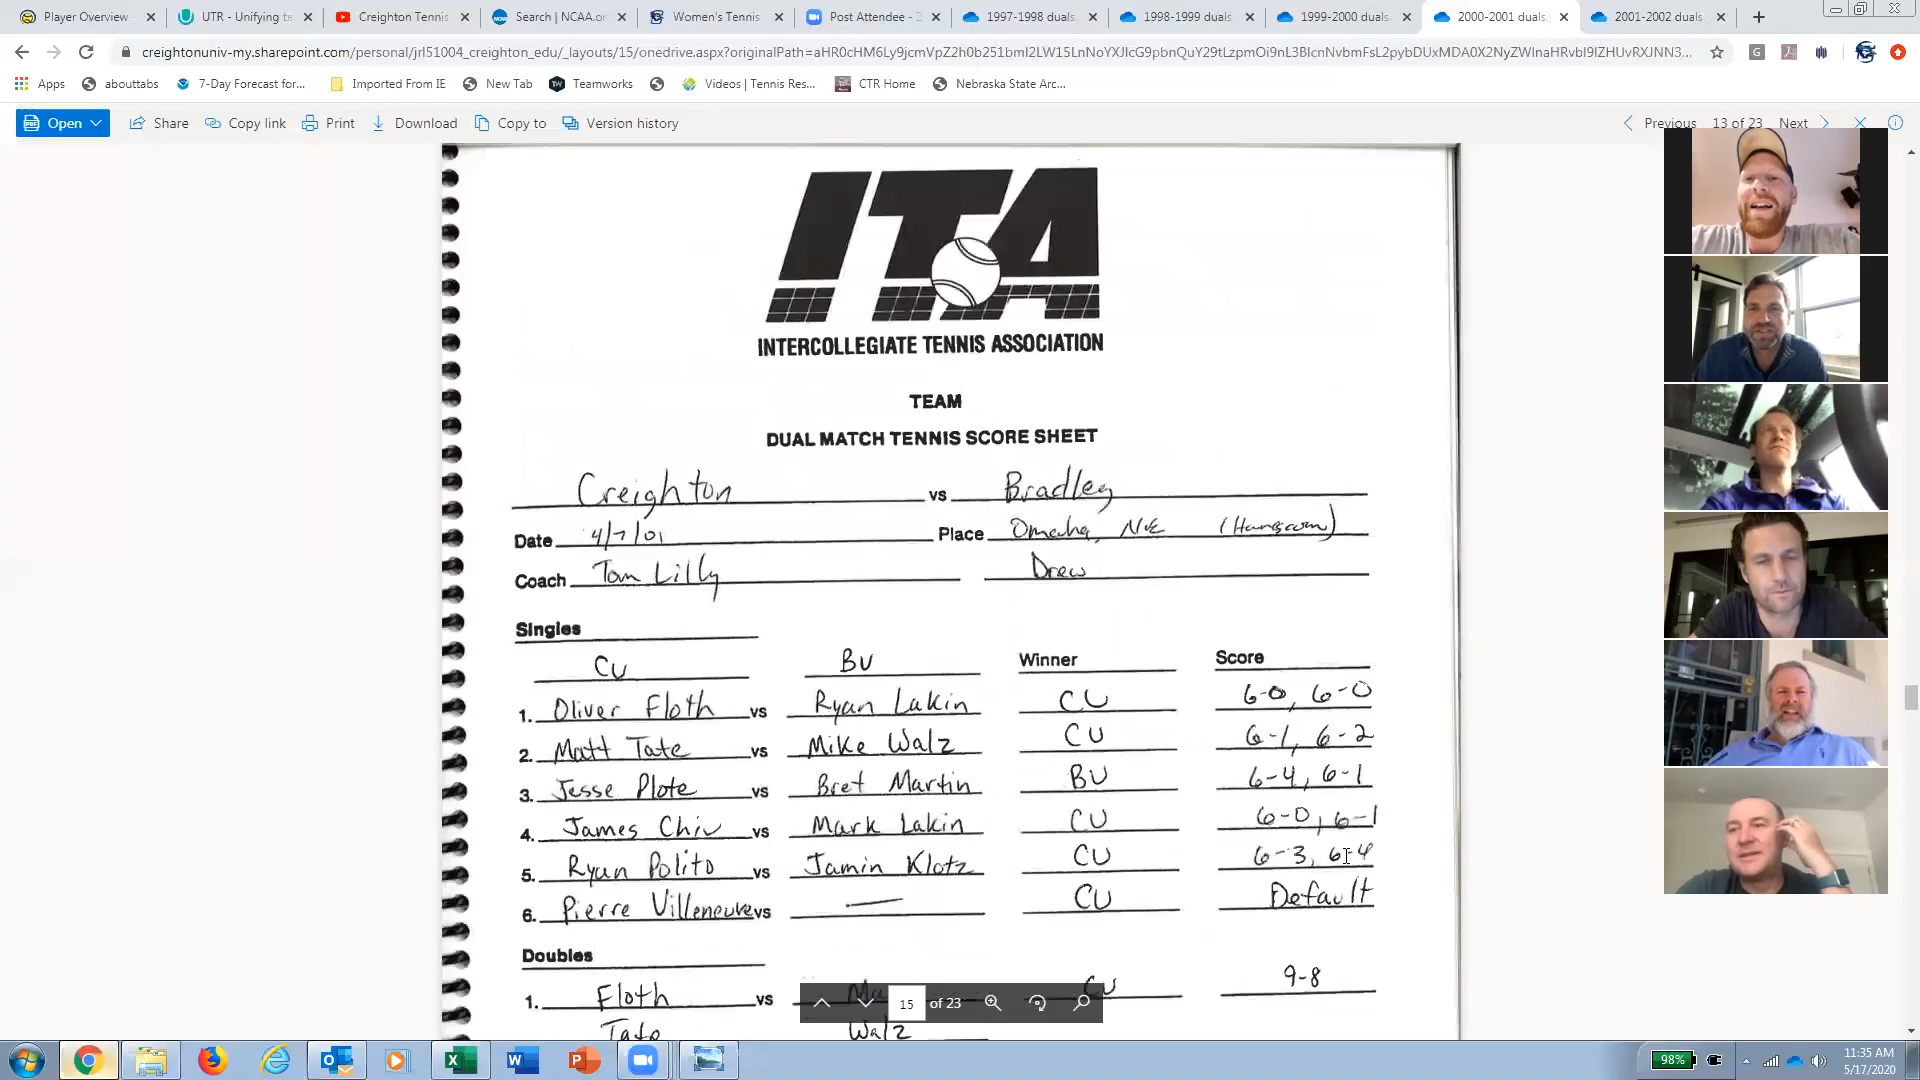 Player Overview -
UTR - Unifying te
Creighton Tennis
Search | NCAA.or
Women's Tennis
Post Attendee - Z
1997-1998 duals
1998-1999 duals
1999-2000 duals
2000-2001 duals
2001-2002 duals
creightonuniv-my.sharepoint.com/personal/jrl51004_creighton_edu/_layouts/15/onedrive.aspx?originalPath=
Apps
abouttabs
7-Day Forecast for...
Imported From IE
New Tab
Teamworks
Videos | Tennis Res...
CTR Home
Nebraska State Arc...
Open
Share
Copy link
Print
Download
Copy to
Version history
Previous
13 of 23
Next
ITA
INTERCOLLEGIATE TENNIS ASSOCIATION
TEAM
DUAL MATCH TENNIS SCORE SHEET
Creighton vs Bradley
Date 4/7/01 Place Omaha, NE
Coach Tom Lilly Drew
Singles
CU BU Winner Score
1. Oliver Floth vs Ryan Lakin CU 6-0, 6-0
2. Matt Tate vs Mike Walz CU 6-1, 6-2
3. Jesse Plote vs Bret Martin BU 6-4, 6-1
4. James Chiu vs Mark Lakin CU 6-0, 6-1
5. Ryan Polito vs Jamin Klotz CU 6-3, 6-4
6. Pierre Villeneuve vs — CU Default
Doubles
1. Floth vs CU 9-8
Tate Walz
15 of 23
98%
11:35 AM
5/17/2020